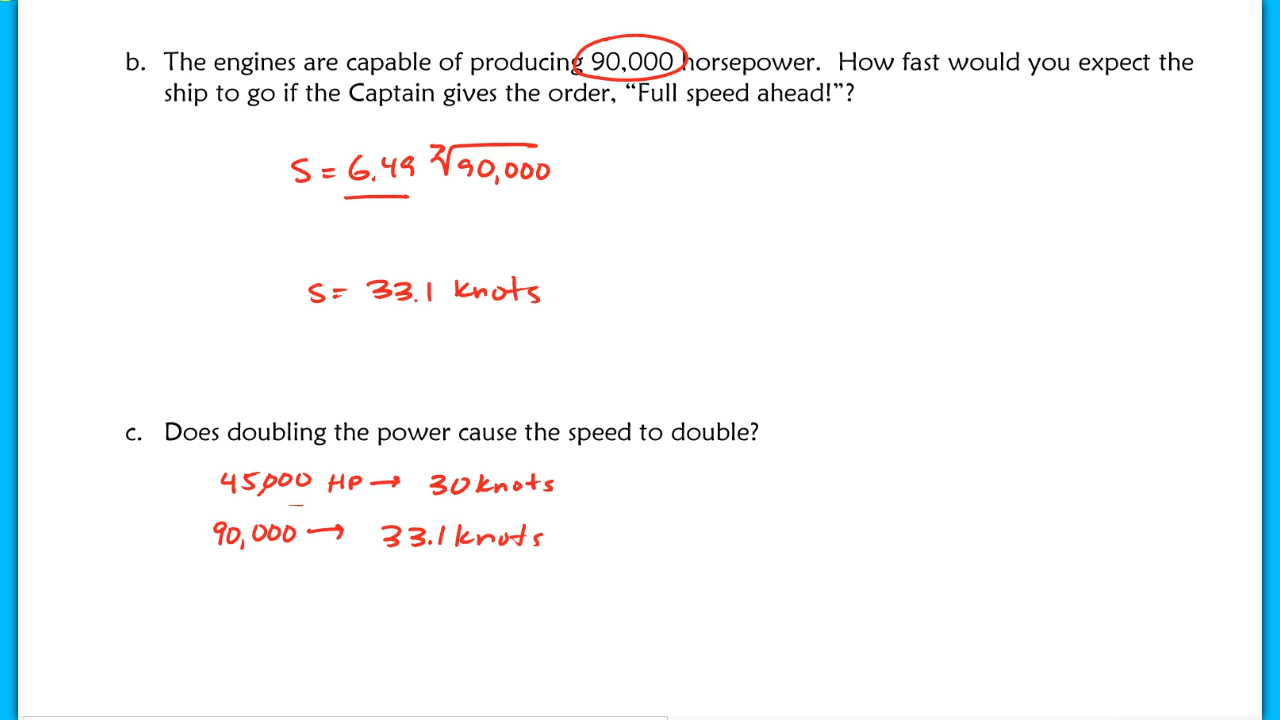 b. The engines are capable of producing 90,000 horsepower. How fast would you expect the
ship to go if the Captain gives the order, “Full speed ahead!”?
S = 6.49 ⁷√90,000
S = 33.1 knots
c. Does doubling the power cause the speed to double?
45,000 HP → 30 knots
90,000 → 33.1 knots